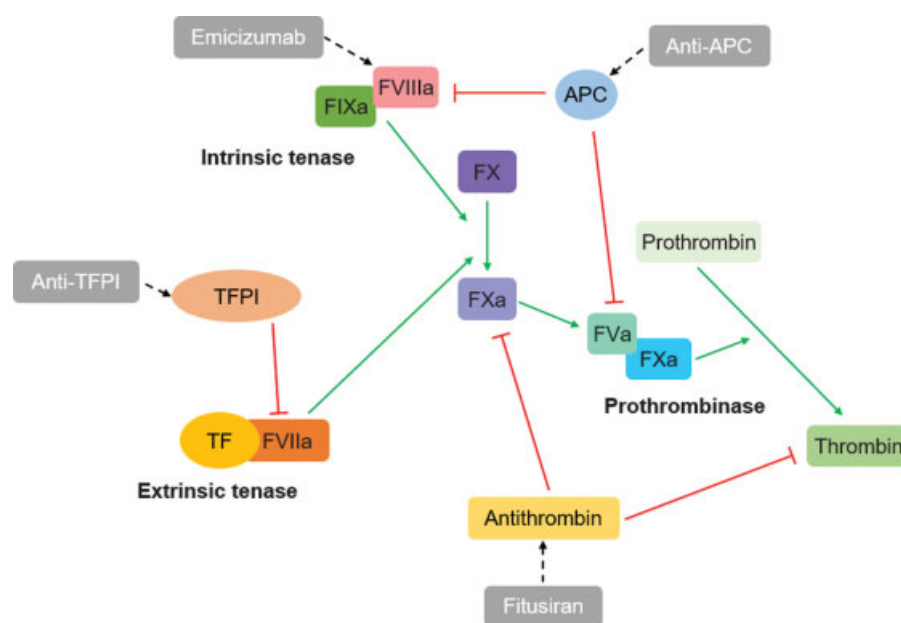 Emicizumab
Anti-APC
FVIIIa
FIXa
APC
Intrinsic tenase
FX
Prothrombin
Anti-TFPI
TFPI
FXa
FVa
FXa
Prothrombinase
TF
FVIIa
Thrombin
Extrinsic tenase
Antithrombin
Fitusiran